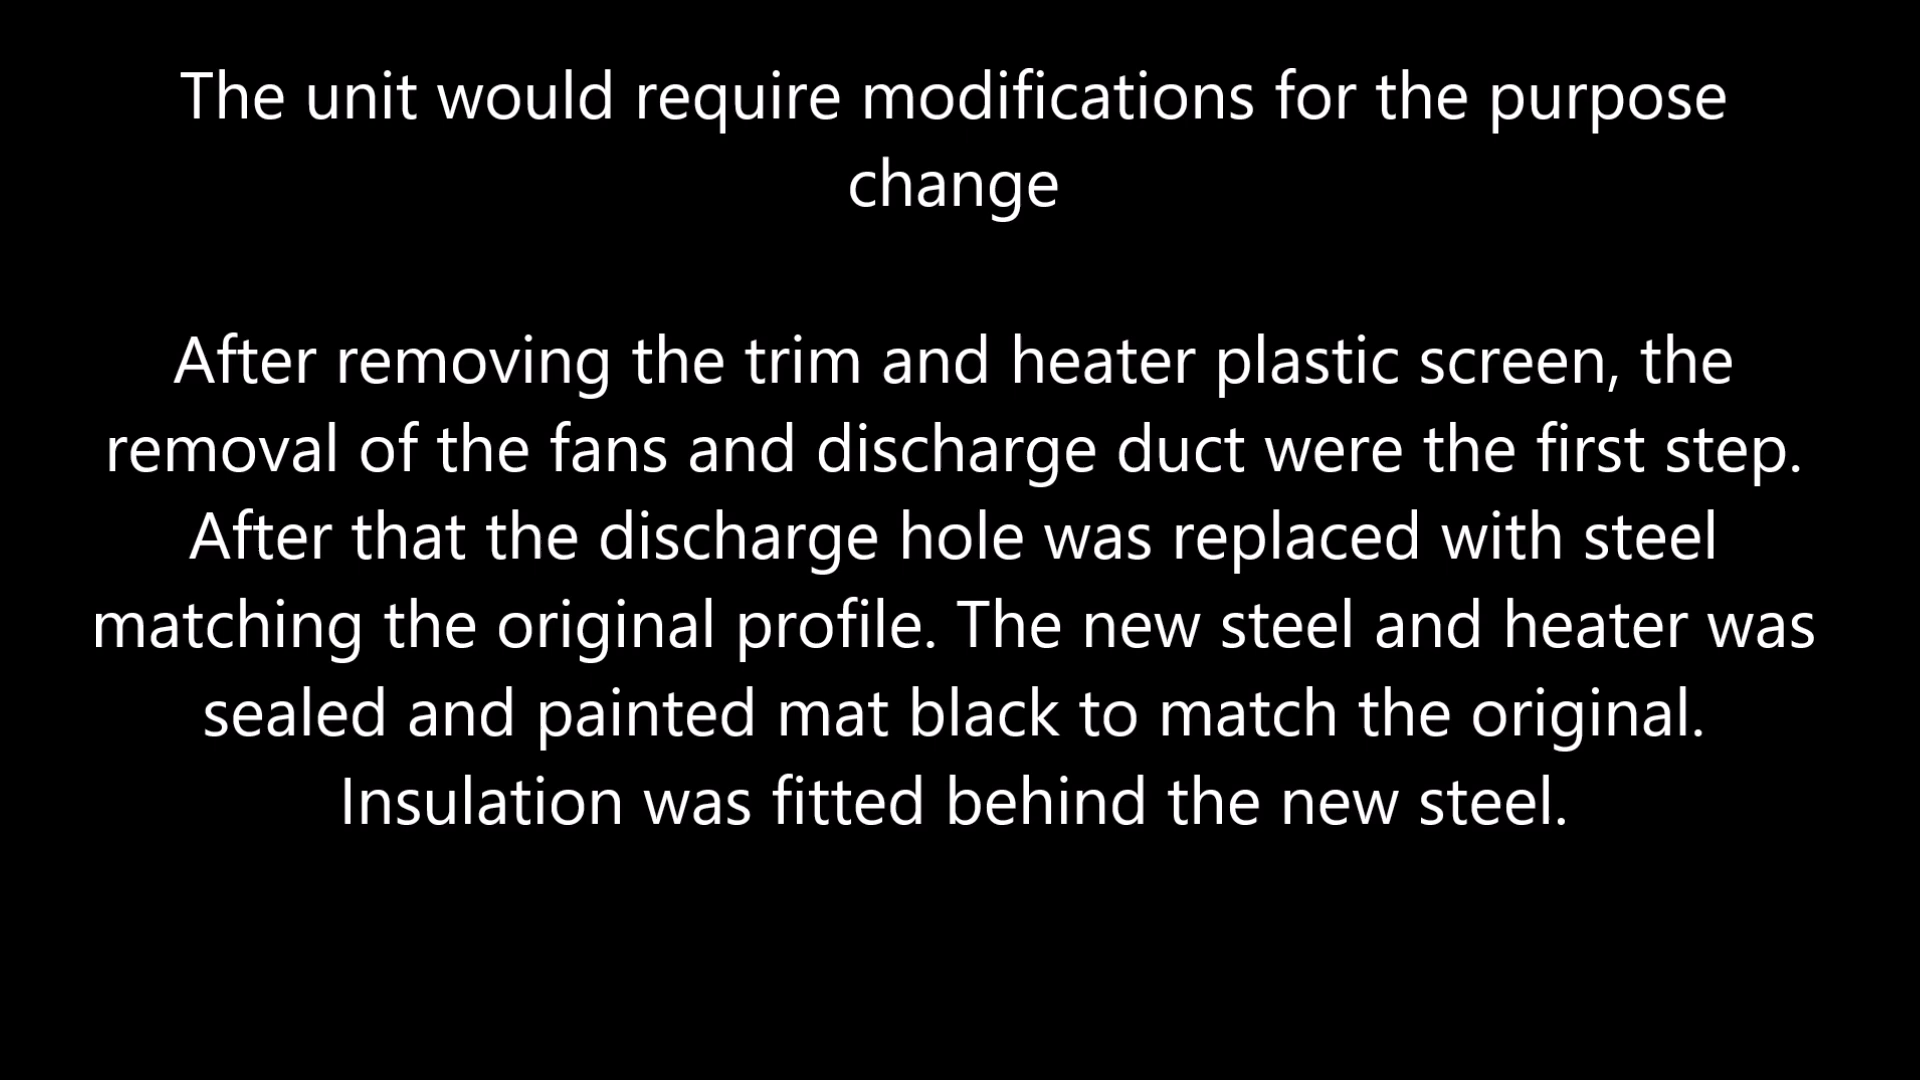 The unit would require modifications for the purpose
change
After removing the trim and heater plastic screen, the
removal of the fans and discharge duct were the first step.
After that the discharge hole was replaced with steel
matching the original profile. The new steel and heater was
sealed and painted mat black to match the original.
Insulation was fitted behind the new steel.